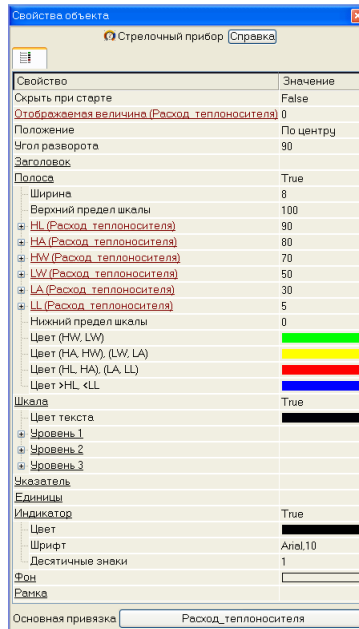 Свойства объекта
Стрелочный прибор Справка
Свойство Значение
Скрыть при старте False
Отображаемая величина (Расход_теплоносителя) 0
Положение По центру
Угол разворота 90
Заголовок
Полоса True
Ширина 8
Верхний предел шкалы 100
HL (Расход_теплоносителя) 90
HA (Расход_теплоносителя) 80
HW (Расход_теплоносителя) 70
LW (Расход_теплоносителя) 50
LA (Расход_теплоносителя) 30
LL (Расход_теплоносителя) 5
Нижний предел шкалы 0
Цвет (HW, LW)
Цвет (HA, HW), (LW, LA)
Цвет (HL, HA), (LA, LL)
Цвет >HL, <LL
Шкала True
Цвет текста
Уровень 1
Уровень 2
Уровень 3
Указатель
Единицы
Индикатор True
Цвет
Шрифт Arial,10
Десятичные знаки 1
Фон
Рамка
Основная привязка Расход_теплоносителя